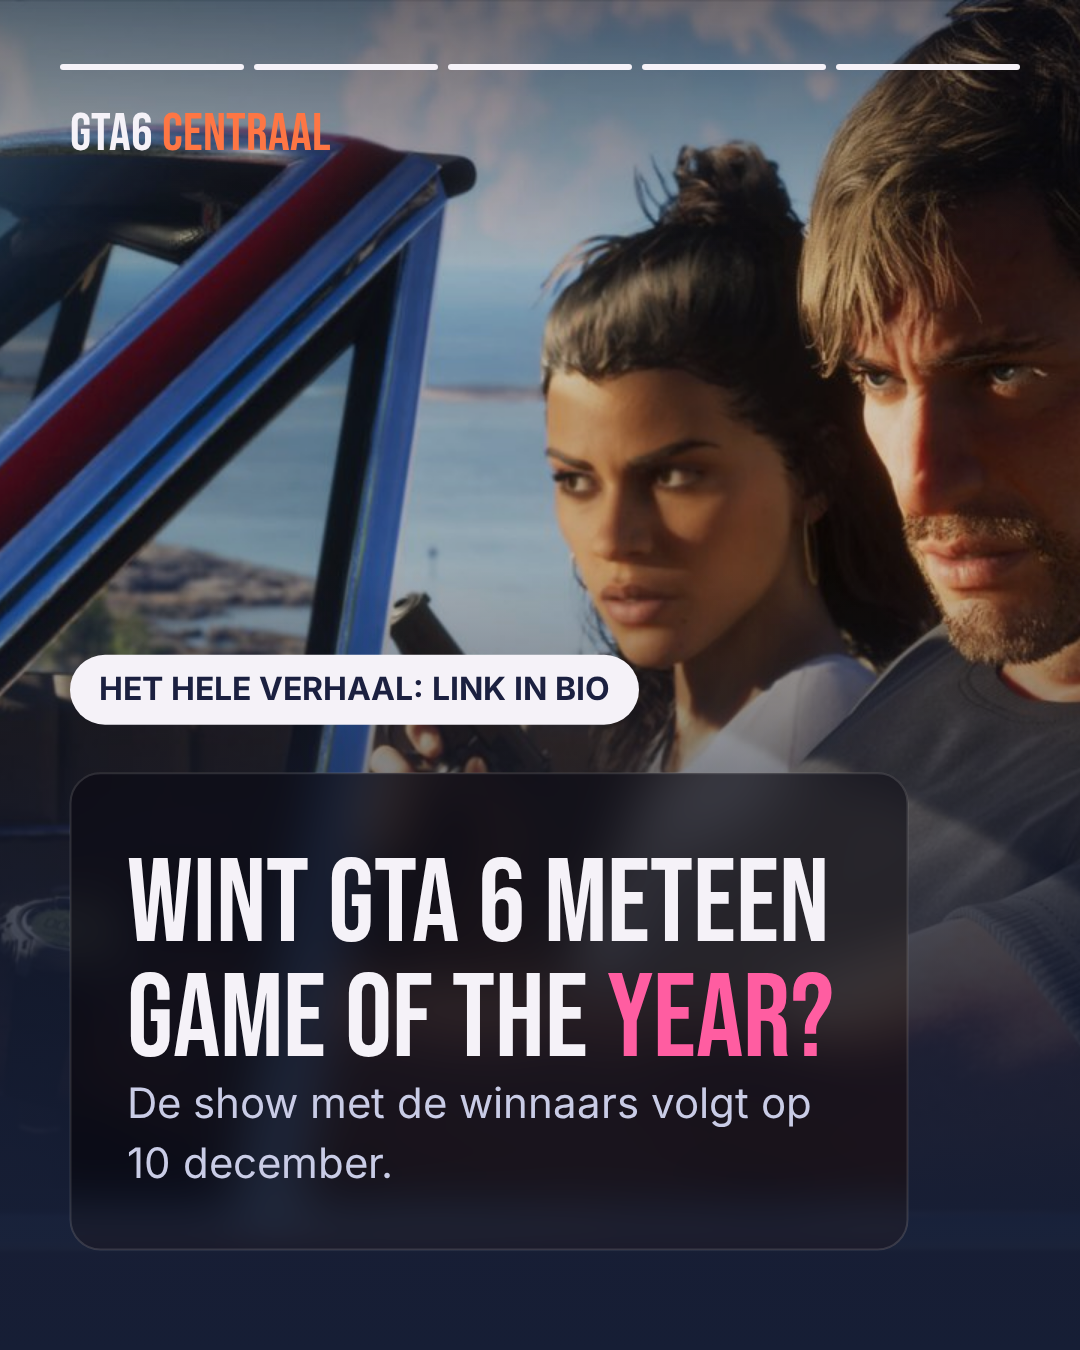 GTA6 CENTRAAL
HET HELE VERHAAL: LINK IN BIO
WINT GTA 6 METEEN
GAME OF THE YEAR?
De show met de winnaars volgt op
10 december.